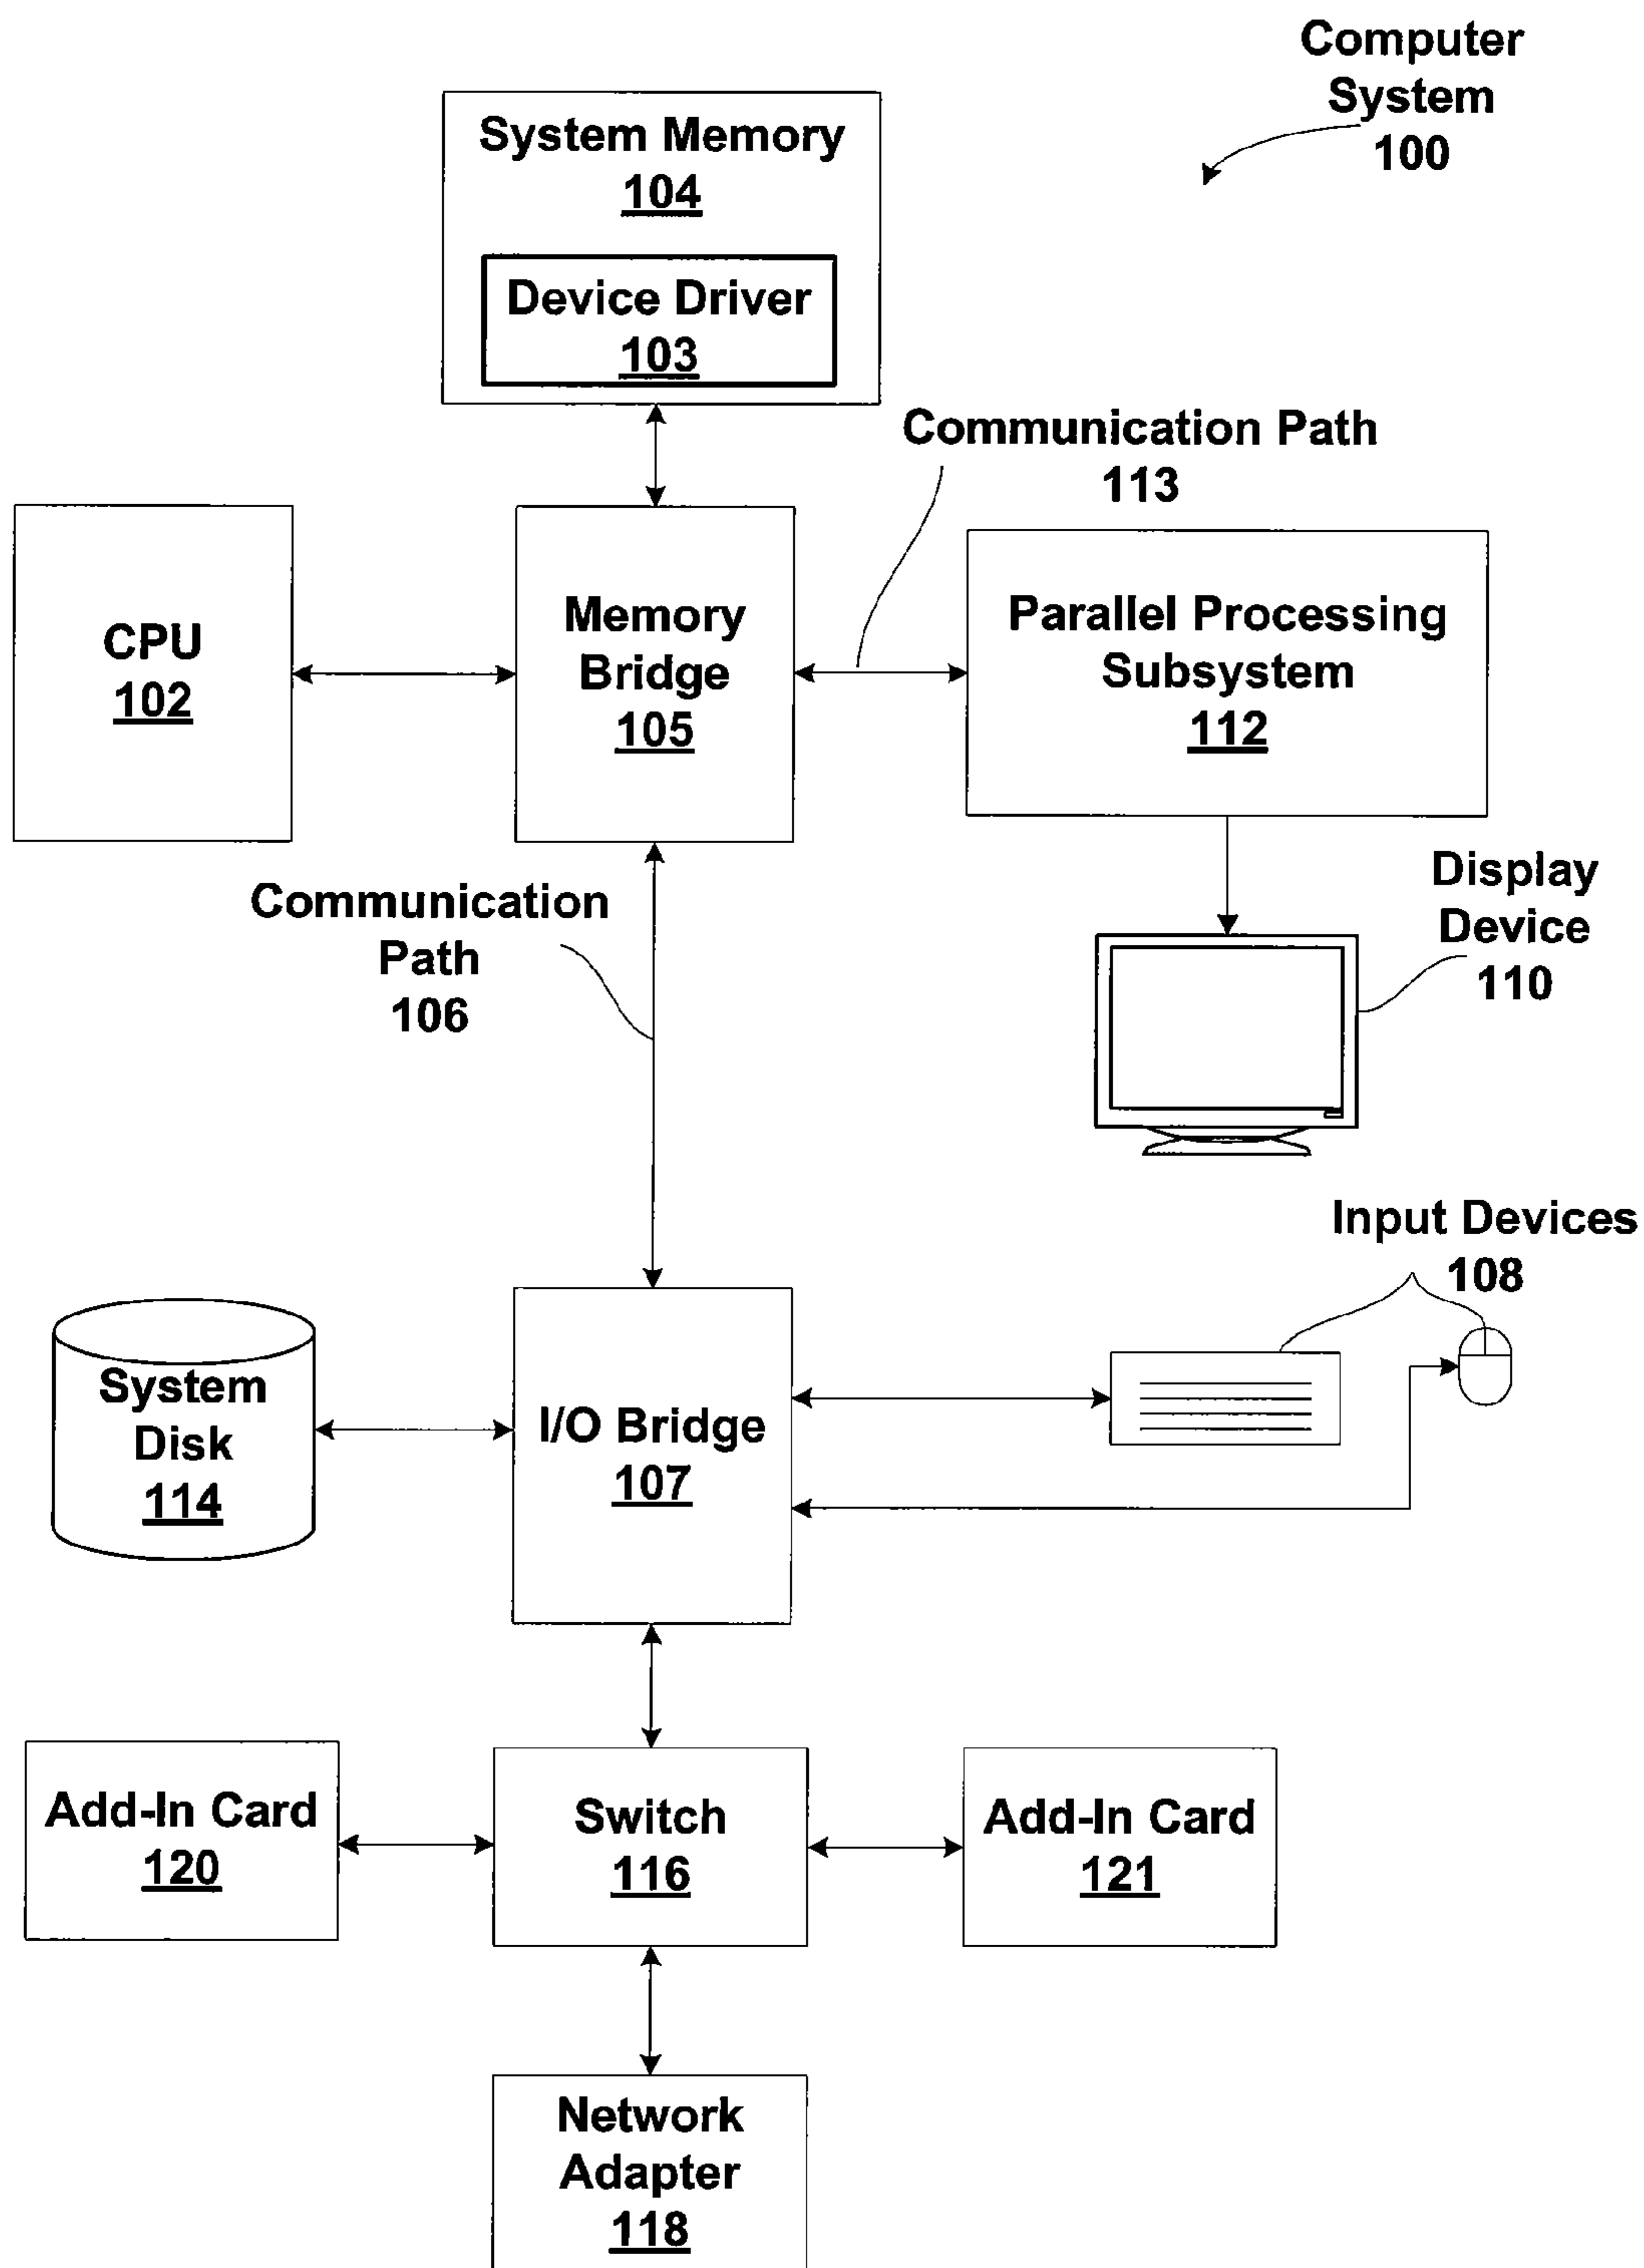 Computer
System
100
System Memory
104
Device Driver
103
Communication Path
113
CPU
102
Memory
Bridge
105
Parallel Processing
Subsystem
112
Communication
Path
106
Display
Device
110
Input Devices
108
System
Disk
114
I/O Bridge
107
Add-In Card
120
Switch
116
Add-In Card
121
Network
Adapter
118